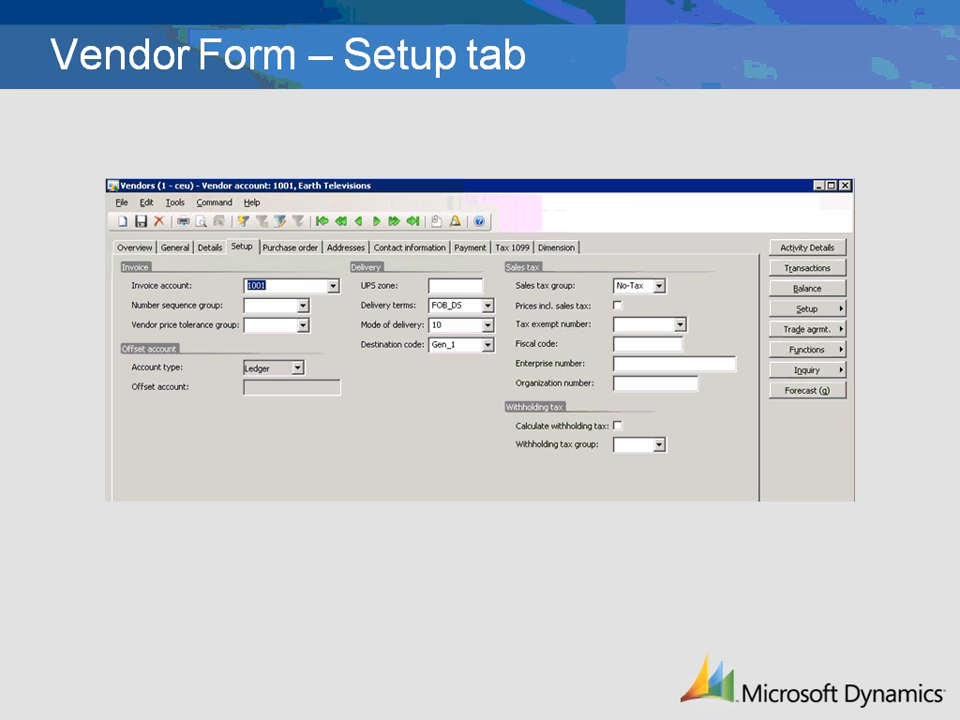 Vendor Form – Setup tab
Vendors (1 - ceu) - Vendor account: 1001, Earth Televisions
File Edit Tools Command Help
Overview General Details Setup Purchase order Addresses Contact information Payment Tax 1099 Dimension
Invoice
Invoice account: 1001
Number sequence group:
Vendor price tolerance group:
Offset account
Account type: Ledger
Offset account:
Delivery
UPS zone:
Delivery terms: FOB_DS
Mode of delivery: 10
Destination code: Gen_1
Sales tax
Sales tax group: No-Tax
Prices incl. sales tax:
Tax exempt number:
Fiscal code:
Enterprise number:
Organization number:
Withholding tax
Calculate withholding tax:
Withholding tax group:
Activity Details
Transactions
Balance
Setup
Trade agrmt.
Functions
Inquiry
Forecast (g)
Microsoft Dynamics